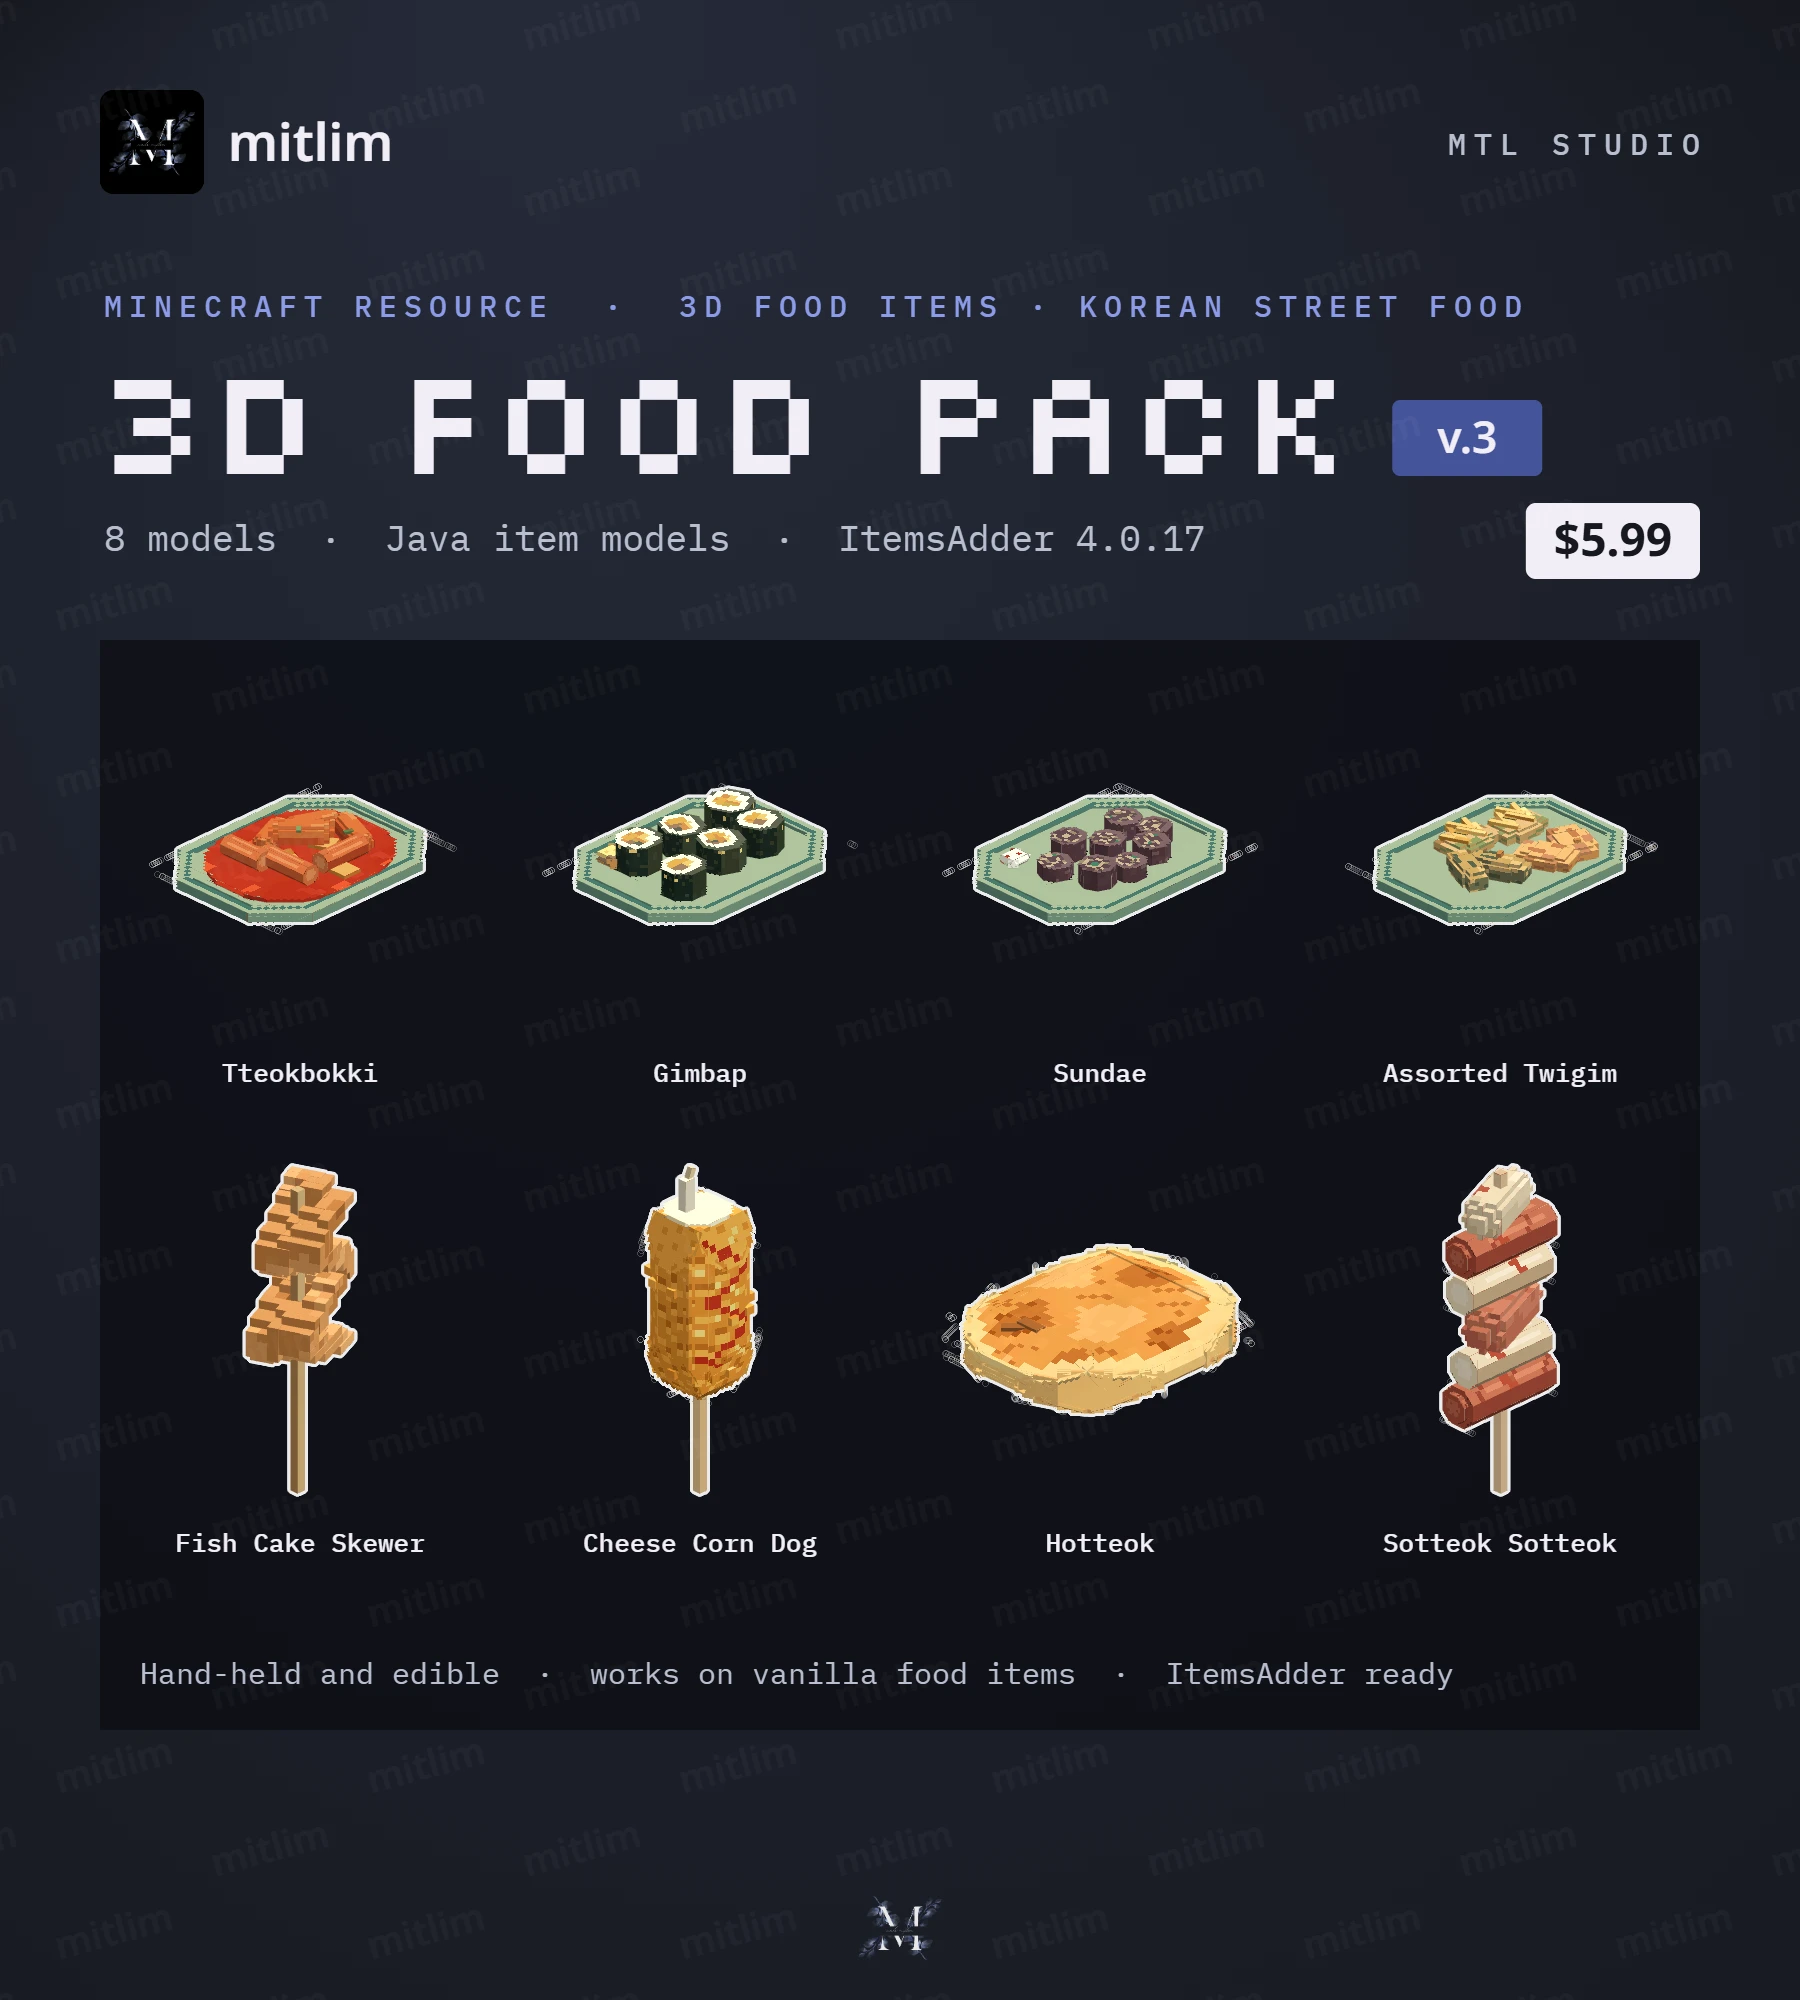 mitlim
MTL STUDIO
MINECRAFT RESOURCE · 3D FOOD ITEMS · KOREAN STREET FOOD
3D FOOD PACK v.3
8 models · Java item models · ItemsAdder 4.0.17
$5.99
Tteokbokki Gimbap Sundae Assorted Twigim
Fish Cake Skewer Cheese Corn Dog Hotteok Sotteok Sotteok
Hand-held and edible · works on vanilla food items · ItemsAdder ready